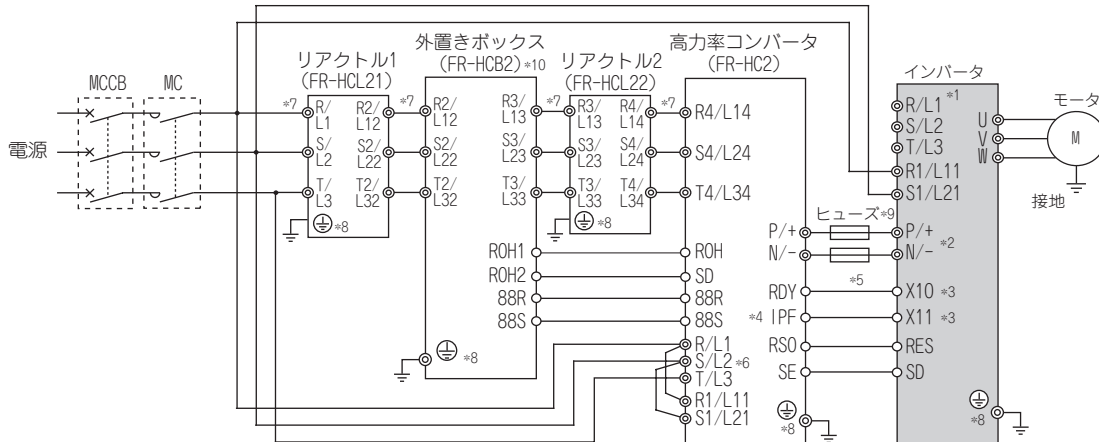 MCCB
MC
電源
リアクトル1
(FR-HCL21)
*7
R/
L1
S/
L2
T/
L3
R2/
L12
S2/
L22
T2/
L32
*8
外置きボックス
(FR-HCB2) *10
*7
R2/
L12
S2/
L22
T2/
L32
R3/
L13
S3/
L23
T3/
L33
ROH1
ROH2
88R
88S
*8
リアクトル2
(FR-HCL22)
*7
R3/
L13
S3/
L23
T3/
L33
R4/
L14
S4/
L24
T4/
L34
*8
高力率コンバータ
(FR-HC2)
*7
R4/L14
S4/L24
T4/L34
ROH
SD
88R
88S
R/L1
S/L2 *6
T/L3
R1/L11
S1/L21
P/+
N/-
RDY
*4 IPF
RSO
SE
*8
ヒューズ*9
*5
インバータ
R/L1 *1
S/L2
T/L3
R1/L11
S1/L21
P/+
N/- *2
X10 *3
X11 *3
RES
SD
U
V
W
*8
モータ
M
接地